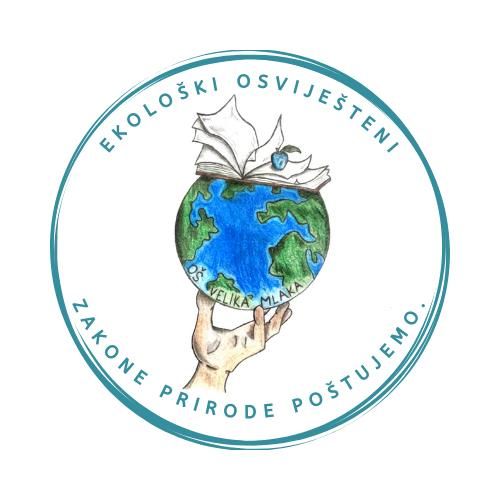 EKOLOŠKI OSVIJEŠTENI
OŠ VELIKA MLAKA
ZAKONE PRIRODE POŠTUJEMO.